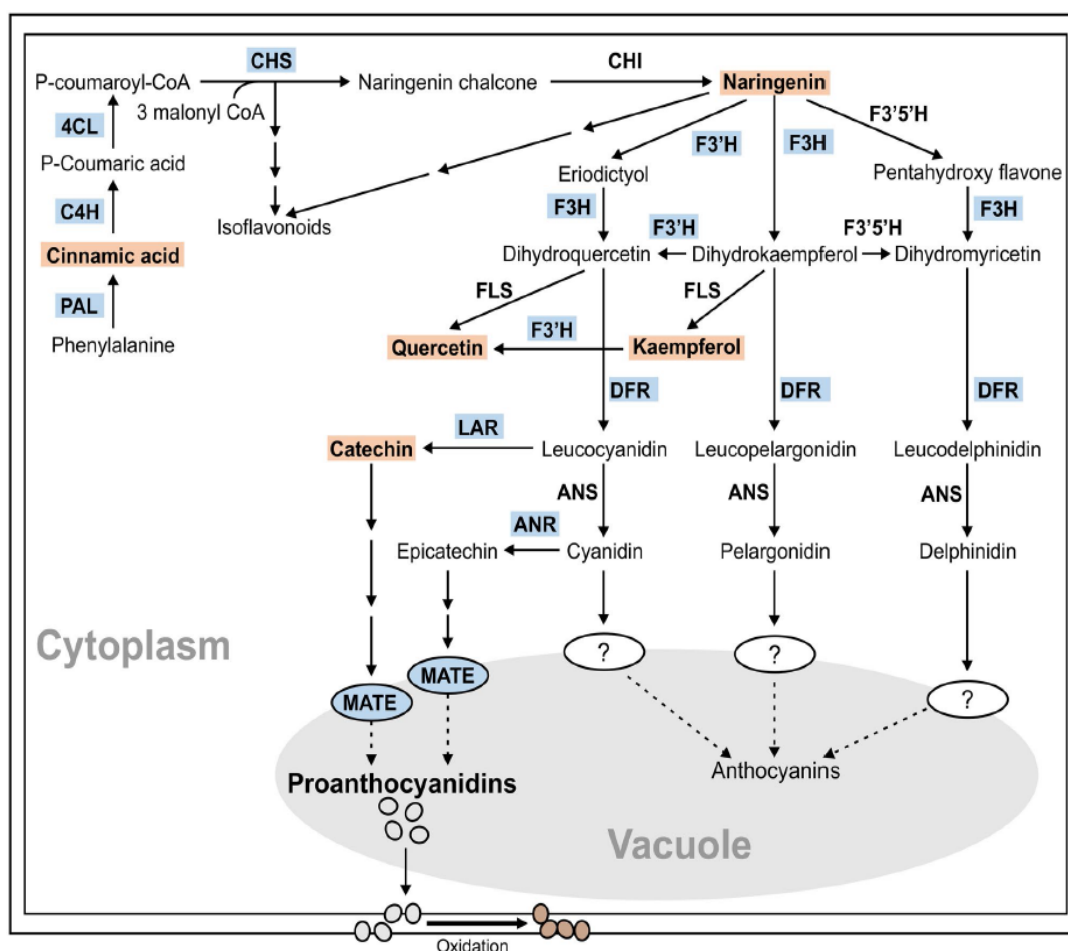 CHS
CHI
P-coumaroyl-CoA
Naringenin chalcone
Naringenin
3 malonyl CoA
4CL
F3'5'H
F3'H
F3H
P-Coumaric acid
Eriodictyol
Pentahydroxy flavone
C4H
F3H
F3H
Isoflavonoids
F3'H
F3'5'H
Cinnamic acid
Dihydroquercetin
Dihydrokaempferol
Dihydromyricetin
PAL
FLS
FLS
F3'H
Phenylalanine
Quercetin
Kaempferol
DFR
DFR
DFR
LAR
Catechin
Leucocyanidin
Leucopelargonidin
Leucodelphinidin
ANS
ANS
ANS
ANR
Epicatechin
Cyanidin
Pelargonidin
Delphinidin
Cytoplasm
?
?
MATE
MATE
?
Proanthocyanidins
Anthocyanins
Vacuole
Oxidation